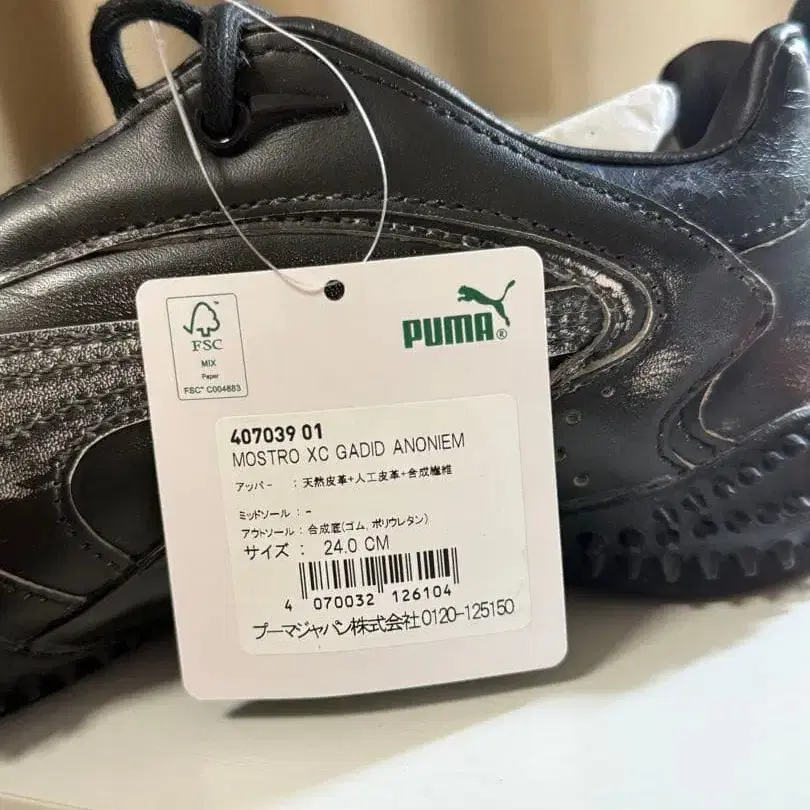 FSC
MIX
Paper
FSC™ C004883
PUMA®
407039 01
MOSTRO XC GADID ANONIEM
アッパー : 天然皮革+人工皮革+合成繊維
ミッドソール : -
アウトソール : 合成底(ゴム, ポリウレタン)
サイズ : 24.0 CM
4 070032 126104
プーマジャパン株式会社0120-125150